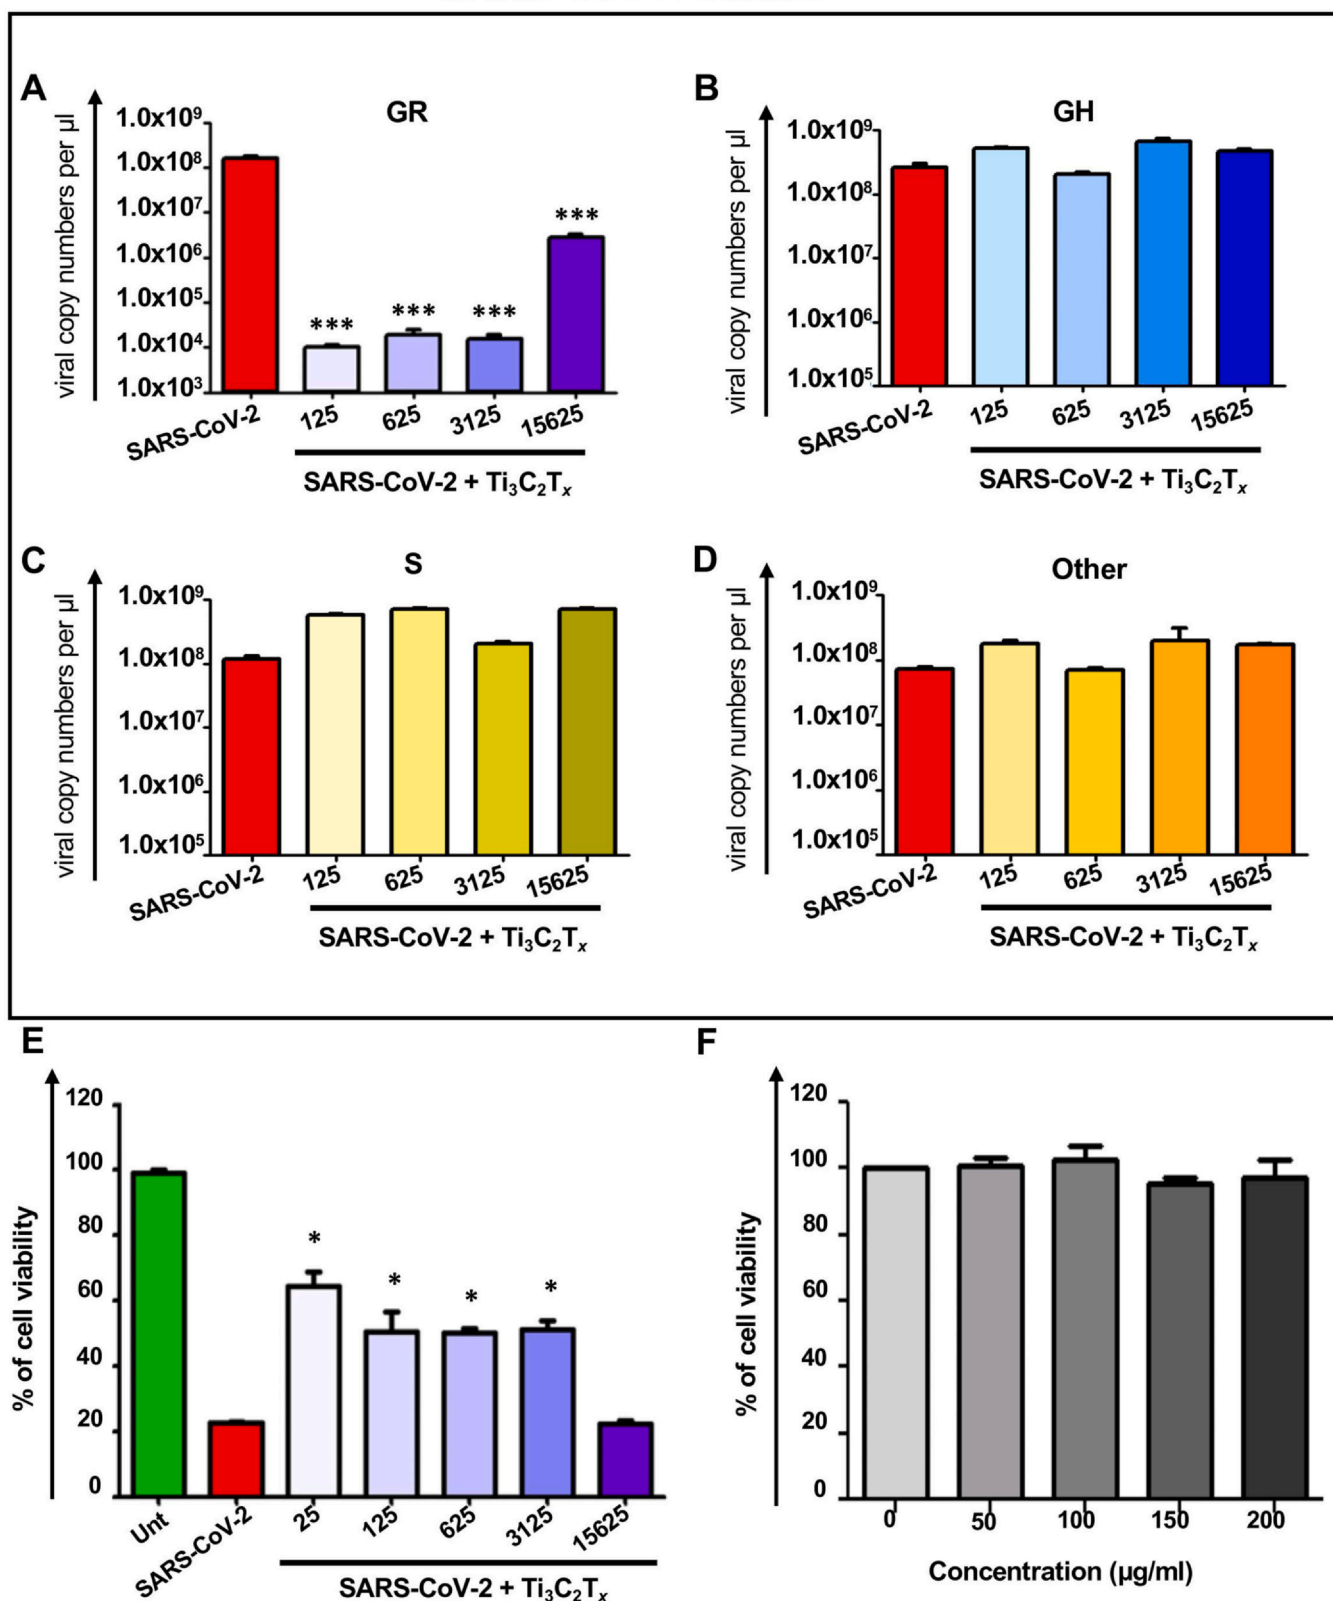 A
GR
viral copy numbers per µl
1.0x10⁹
1.0x10⁸
1.0x10⁷
1.0x10⁶
1.0x10⁵
1.0x10⁴
1.0x10³
***
***
***
***
SARS-CoV-2
125
625
3125
15625
SARS-CoV-2 + Ti₃C₂Tₓ
B
GH
viral copy numbers per µl
1.0x10⁹
1.0x10⁸
1.0x10⁷
1.0x10⁶
1.0x10⁵
SARS-CoV-2
125
625
3125
15625
SARS-CoV-2 + Ti₃C₂Tₓ
C
S
viral copy numbers per µl
1.0x10⁹
1.0x10⁸
1.0x10⁷
1.0x10⁶
1.0x10⁵
SARS-CoV-2
125
625
3125
15625
SARS-CoV-2 + Ti₃C₂Tₓ
D
Other
viral copy numbers per µl
1.0x10⁹
1.0x10⁸
1.0x10⁷
1.0x10⁶
1.0x10⁵
SARS-CoV-2
125
625
3125
15625
SARS-CoV-2 + Ti₃C₂Tₓ
E
% of cell viability
120
100
80
60
40
20
0
*
*
*
*
Unt
SARS-CoV-2
25
125
625
3125
15625
SARS-CoV-2 + Ti₃C₂Tₓ
F
% of cell viability
120
100
80
60
40
20
0
0
50
100
150
200
Concentration (µg/ml)